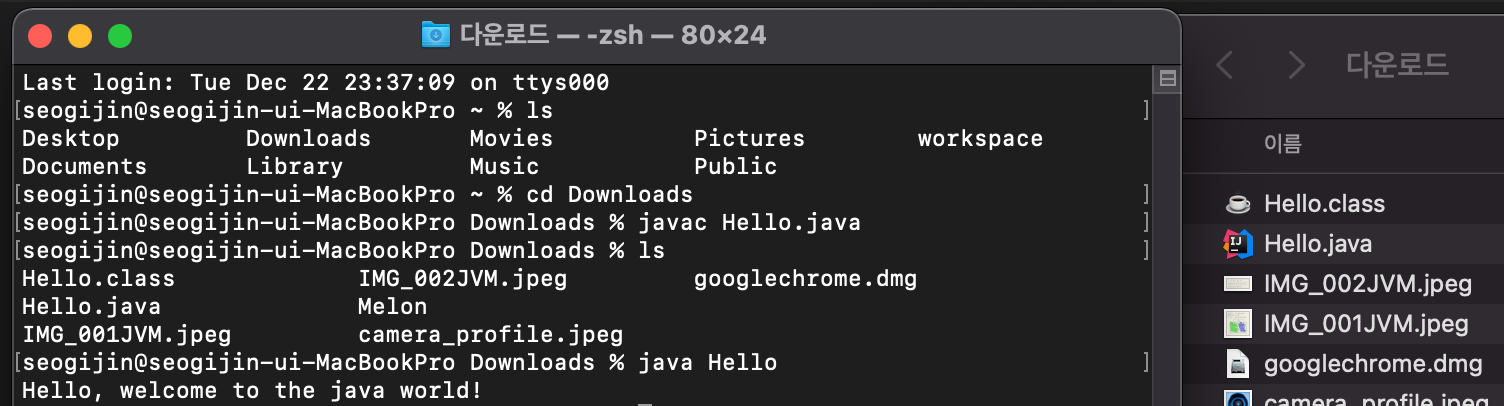 다운로드 — -zsh — 80×24
Last login: Tue Dec 22 23:37:09 on ttys000
[seogijin@seogijin-ui-MacBookPro ~ % ls ]
Desktop Downloads Movies Pictures workspace
Documents Library Music Public
[seogijin@seogijin-ui-MacBookPro ~ % cd Downloads ]
[seogijin@seogijin-ui-MacBookPro Downloads % javac Hello.java ]
[seogijin@seogijin-ui-MacBookPro Downloads % ls ]
Hello.class IMG_002JVM.jpeg googlechrome.dmg
Hello.java Melon
IMG_001JVM.jpeg camera_profile.jpeg
[seogijin@seogijin-ui-MacBookPro Downloads % java Hello ]
Hello, welcome to the java world!
다운로드
이름
Hello.class
IJ
Hello.java
IMG_002JVM.jpeg
IMG_001JVM.jpeg
googlechrome.dmg
camera_profile.jpeg